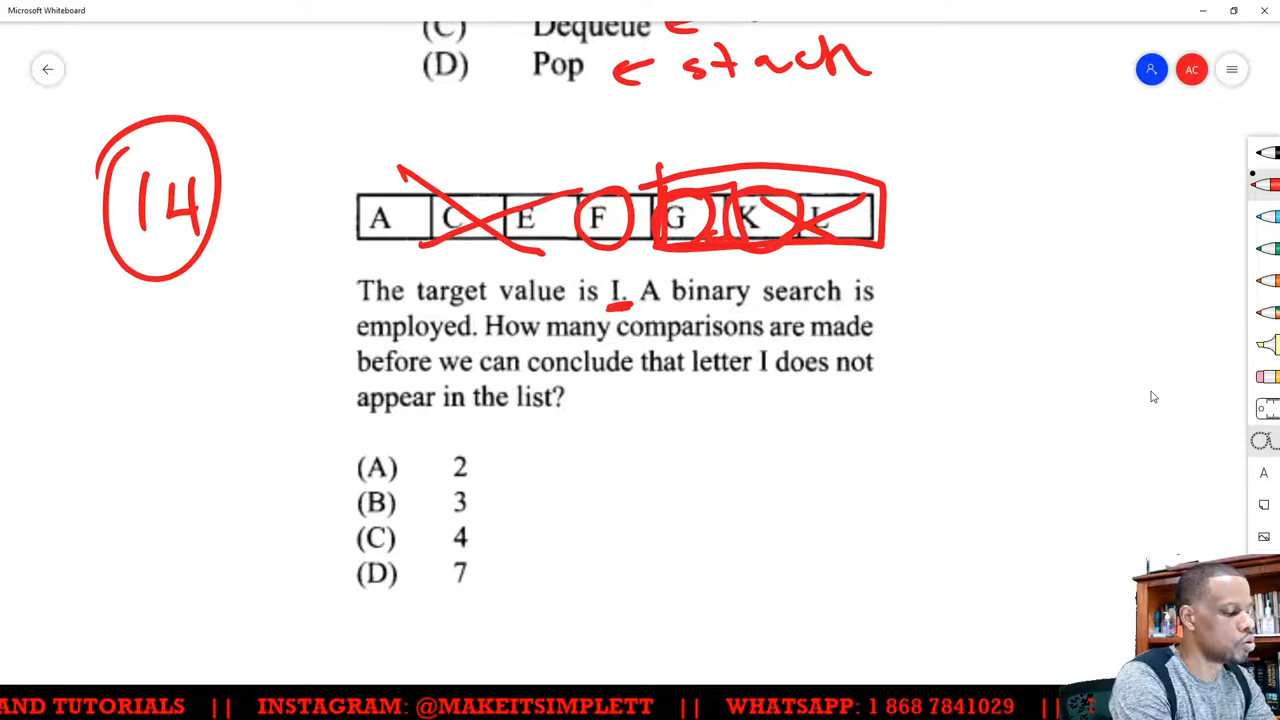 Microsoft Whiteboard
(C) Dequeue
(D) Pop stack
AC
14
A C E F G K L
The target value is I. A binary search is
employed. How many comparisons are made
before we can conclude that letter I does not
appear in the list?
(A) 2
(B) 3
(C) 4
(D) 7
A
AND TUTORIALS || INSTAGRAM: @MAKEITSIMPLETT || WHATSAPP: 1 868 7841029 ||